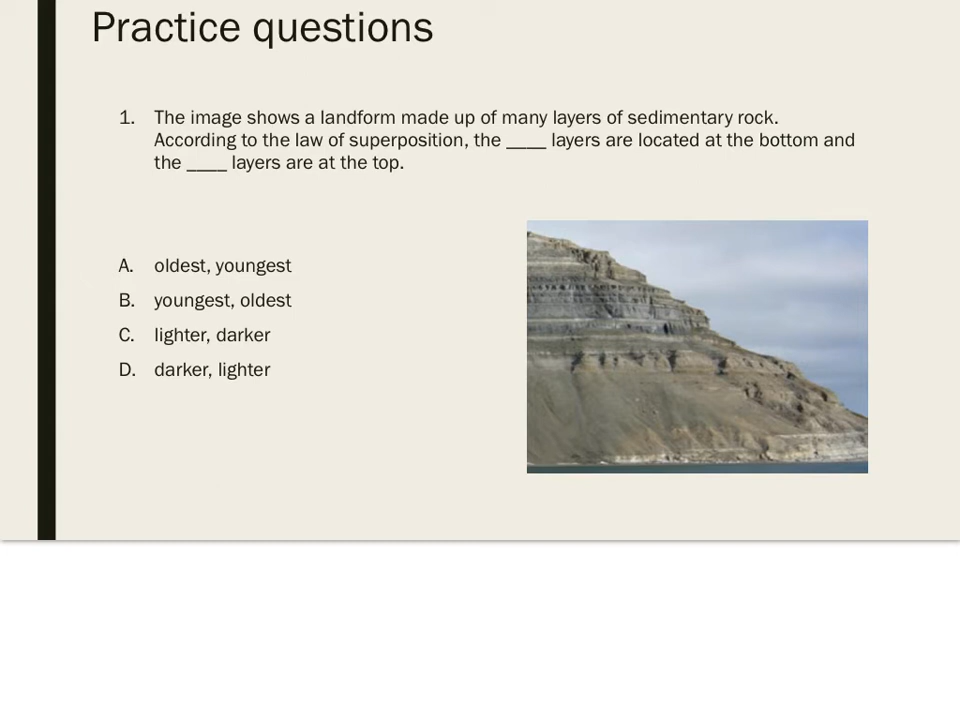 Practice questions
1. The image shows a landform made up of many layers of sedimentary rock.
According to the law of superposition, the ____ layers are located at the bottom and
the ____ layers are at the top.
A. oldest, youngest
B. youngest, oldest
C. lighter, darker
D. darker, lighter